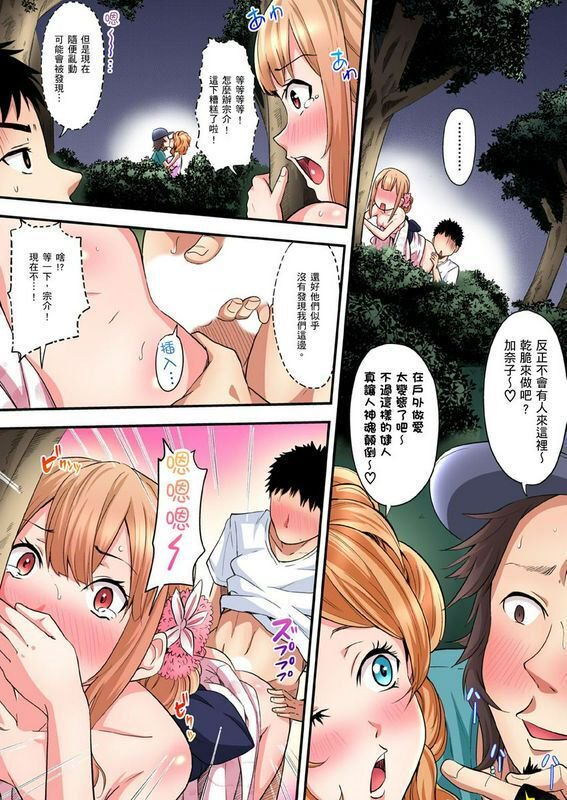 ………
反正不會有人來這裡～
乾脆來做吧？
加奈子～♡
在戶外做愛
太變態了吧～
不過這樣的健人
真讓人神魂顛倒～♡
あわ
わ…
等等等等！
怎麼辦宗介！
這下糟糕了啦！
嗯～…
但是現在
隨便亂動
可能會被發現…
還好他們似乎
沒有發現我們這邊。
插入…
啥!?
等一下，宗介！
現在不…！
嗯嗯嗯～
ズププププ